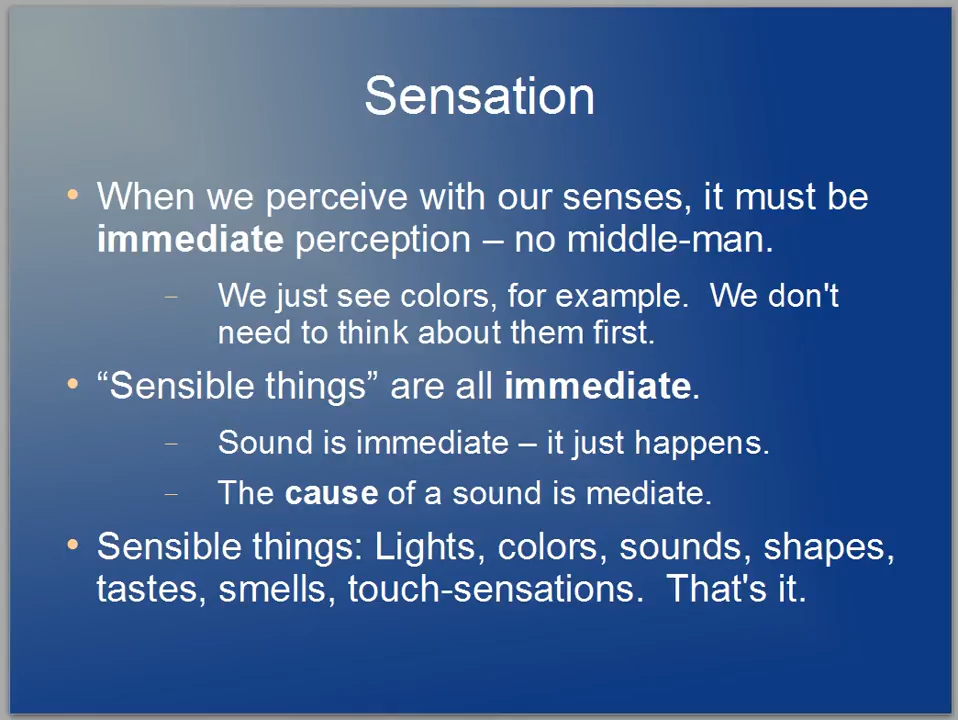 Sensation
• When we perceive with our senses, it must be
immediate perception – no middle-man.
– We just see colors, for example.  We don't
need to think about them first.
• “Sensible things” are all immediate.
– Sound is immediate – it just happens.
– The cause of a sound is mediate.
• Sensible things: Lights, colors, sounds, shapes,
tastes, smells, touch-sensations.  That's it.